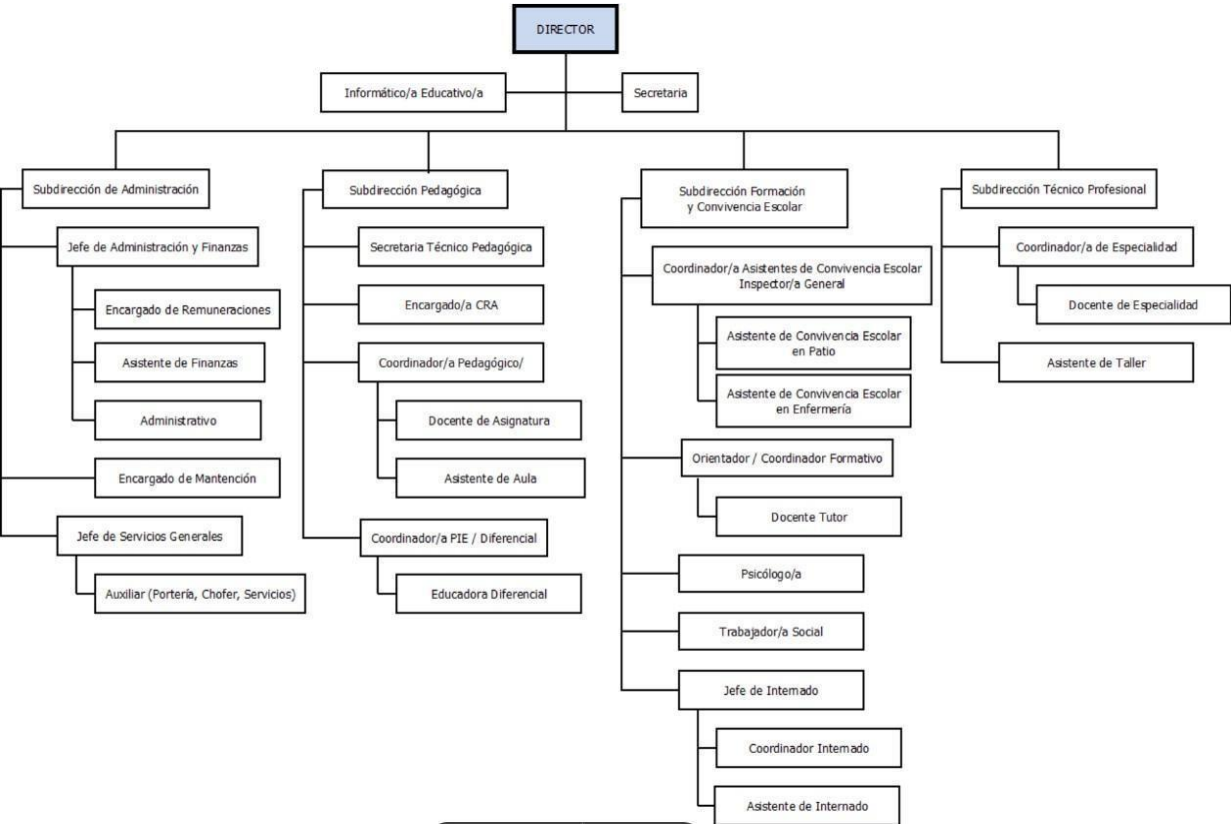 DIRECTOR
Informático/a Educativo/a
Secretaria
Subdirección de Administración
Jefe de Administración y Finanzas
Encargado de Remuneraciones
Asistente de Finanzas
Administrativo
Encargado de Mantención
Jefe de Servicios Generales
Auxiliar (Portería, Chofer, Servicios)
Subdirección Pedagógica
Secretaria Técnico Pedagógica
Encargado/a CRA
Coordinador/a Pedagógico/
Docente de Asignatura
Asistente de Aula
Coordinador/a PIE / Diferencial
Educadora Diferencial
Subdirección Formación
y Convivencia Escolar
Coordinador/a Asistentes de Convivencia Escolar
Inspector/a General
Asistente de Convivencia Escolar
en Patio
Asistente de Convivencia Escolar
en Enfermería
Orientador / Coordinador Formativo
Docente Tutor
Psicólogo/a
Trabajador/a Social
Jefe de Internado
Coordinador Internado
Asistente de Internado
Subdirección Técnico Profesional
Coordinador/a de Especialidad
Docente de Especialidad
Asistente de Taller